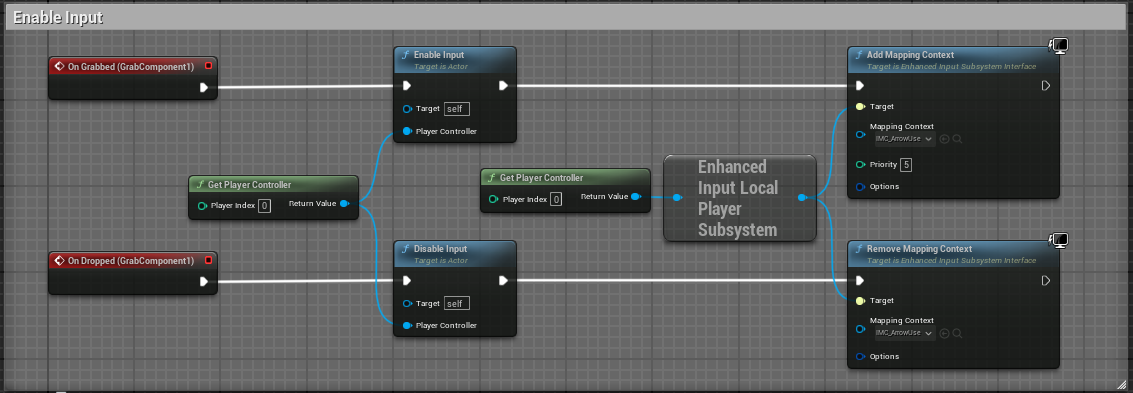 Enable Input
On Grabbed (GrabComponent1)
Enable Input
Target is Actor
Target self
Player Controller
Add Mapping Context
Target is Enhanced Input Subsystem Interface
Target
Mapping Context
IMC_ArrowUse
Priority 5
Options
Get Player Controller
Player Index 0 Return Value
Get Player Controller
Player Index 0 Return Value
Enhanced
Input Local
Player
Subsystem
On Dropped (GrabComponent1)
Disable Input
Target is Actor
Target self
Player Controller
Remove Mapping Context
Target is Enhanced Input Subsystem Interface
Target
Mapping Context
IMC_ArrowUse
Options